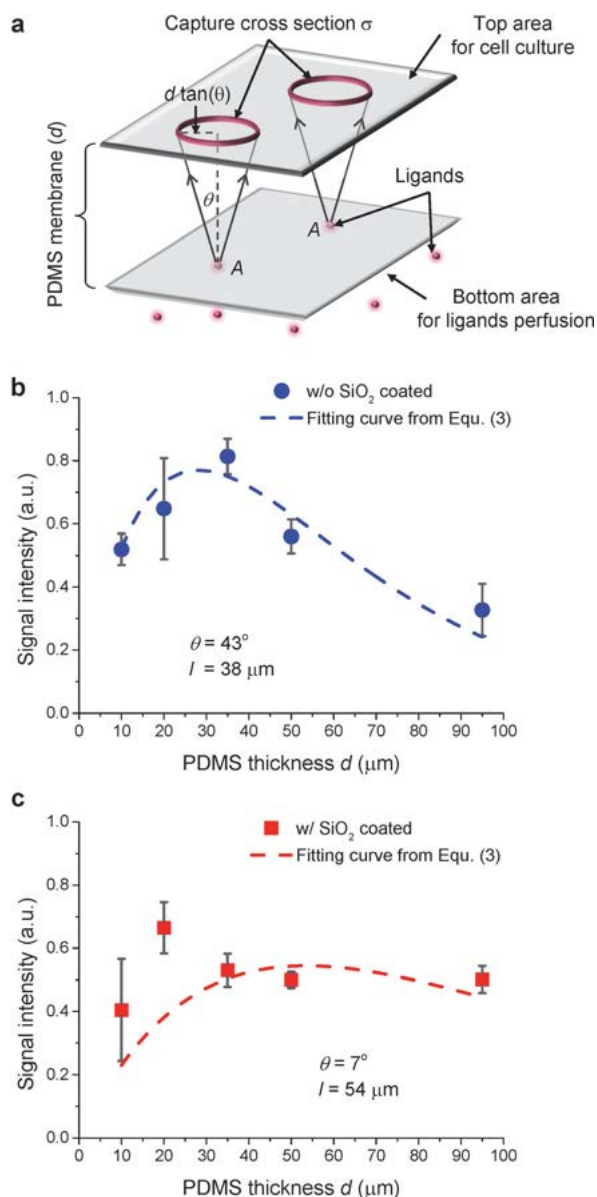 a
Capture cross section σ
Top area
for cell culture
d tan(θ)
PDMS membrane (d)
θ
Ligands
A
A
Bottom area
for ligands perfusion
b
w/o SiO₂ coated
Fitting curve from Equ. (3)
Signal intensity (a.u.)
1.0
0.8
0.6
0.4
0.2
0.0
θ = 43°
l = 38 μm
0 10 20 30 40 50 60 70 80 90 100
PDMS thickness d (μm)
c
w/ SiO₂ coated
Fitting curve from Equ. (3)
Signal intensity (a.u.)
1.0
0.8
0.6
0.4
0.2
0.0
θ = 7°
l = 54 μm
0 10 20 30 40 50 60 70 80 90 100
PDMS thickness d (μm)